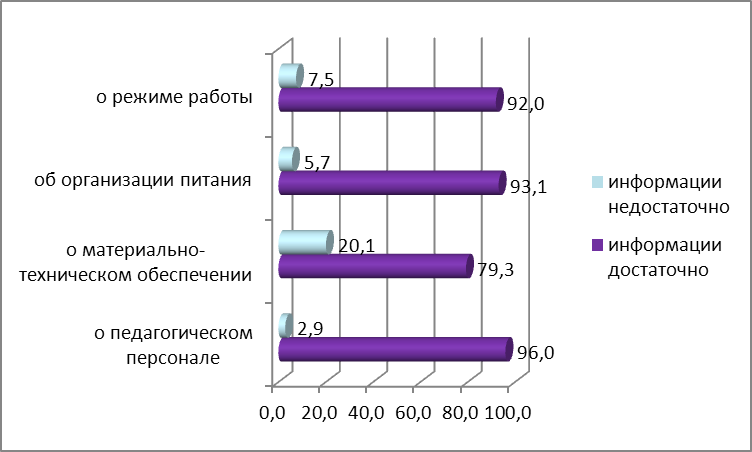 о режиме работы
7,5
92,0
об организации питания
5,7
93,1
о материально-
техническом обеспечении
20,1
79,3
о педагогическом
персонале
2,9
96,0
0,0 20,0 40,0 60,0 80,0 100,0
информации
недостаточно
информации
достаточно